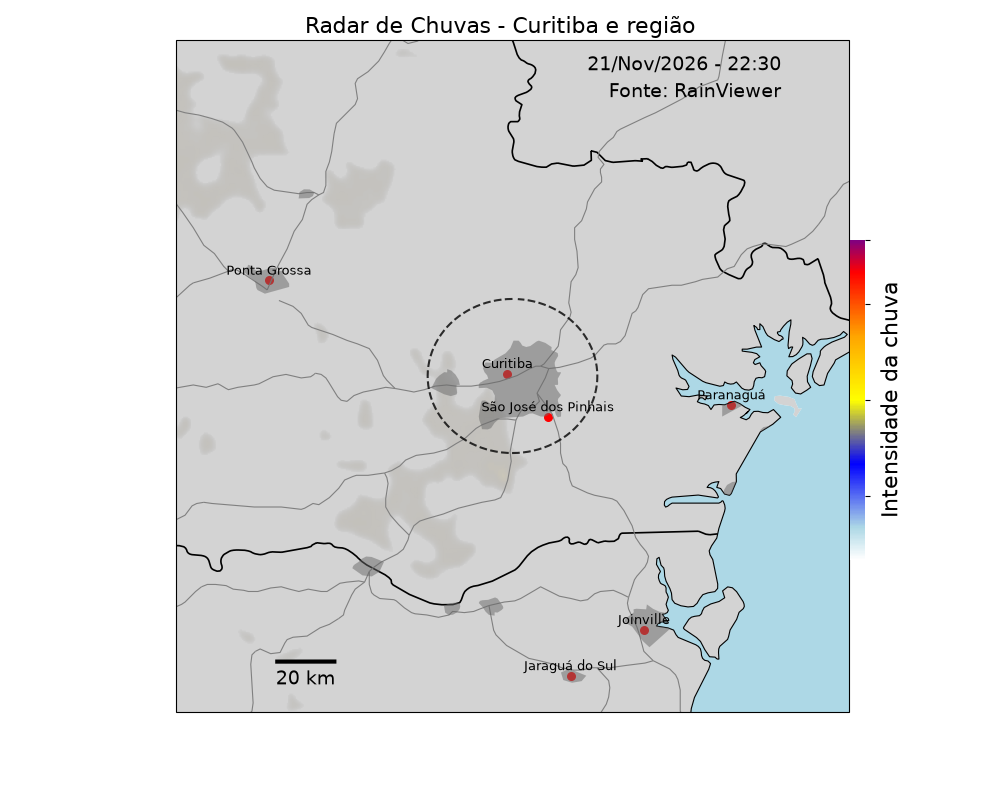 Radar de Chuvas - Curitiba e região
21/Nov/2026 - 22:30
Fonte: RainViewer
Ponta Grossa
Curitiba
São José dos Pinhais
Paranaguá
Intensidade da chuva
Joinville
Jaraguá do Sul
20 km